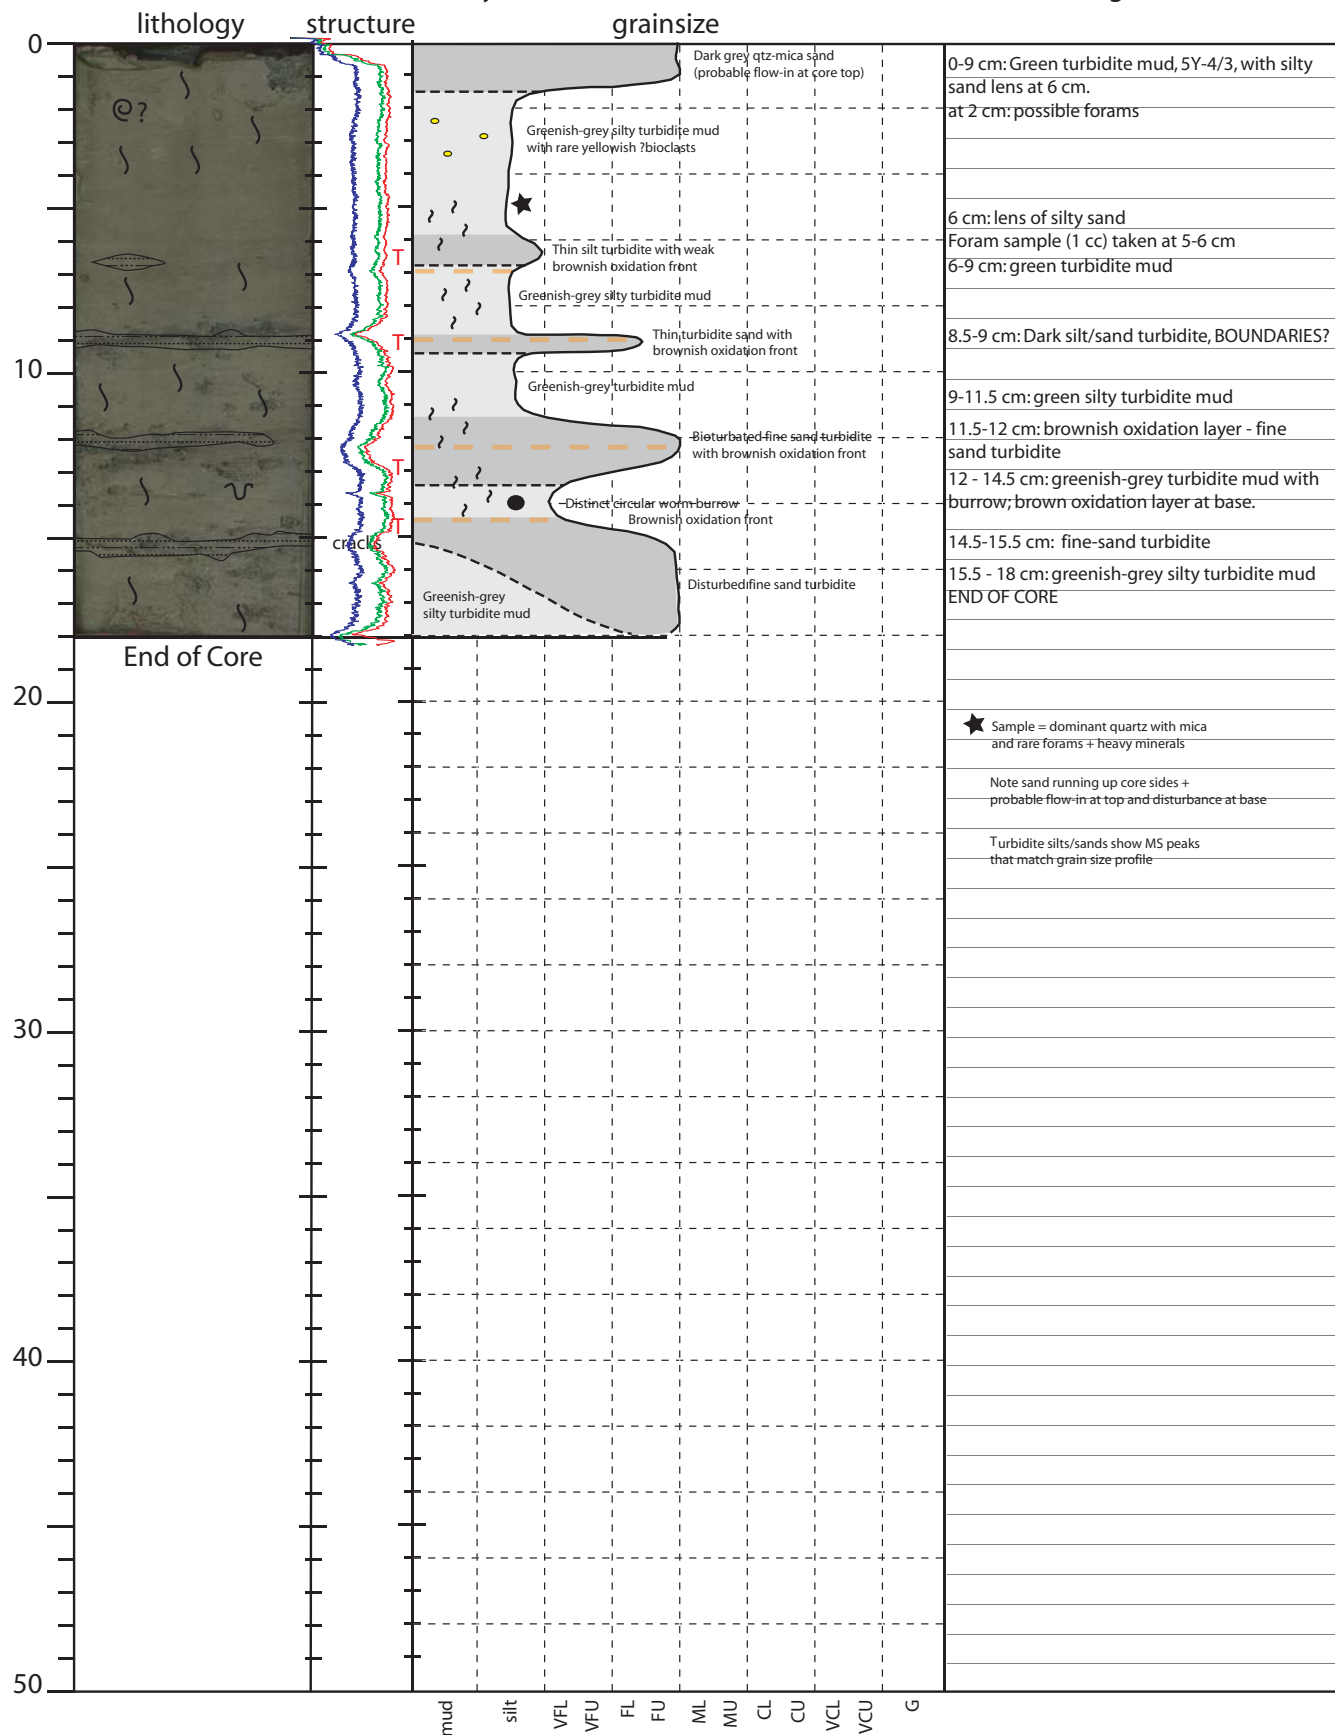 lithology structure grainsize
0
Dark grey qtz-mica sand
(probable flow-in at core top)
0-9 cm: Green turbidite mud, 5Y-4/3, with silty
sand lens at 6 cm.
at 2 cm: possible forams
?
Greenish-grey silty turbidite mud
with rare yellowish ?bioclasts
6 cm: lens of silty sand
Foram sample (1 cc) taken at 5-6 cm
6-9 cm: green turbidite mud
T
Thin silt turbidite with weak
brownish oxidation front
Greenish-grey silty turbidite mud
T
Thin turbidite sand with
brownish oxidation front
8.5-9 cm: Dark silt/sand turbidite, BOUNDARIES?
10
Greenish-grey turbidite mud
9-11.5 cm: green silty turbidite mud
11.5-12 cm: brownish oxidation layer - fine
sand turbidite
Bioturbated fine sand turbidite
with brownish oxidation front
T
12 - 14.5 cm: greenish-grey turbidite mud with
burrow; brown oxidation layer at base.
Distinct circular worm burrow
Brownish oxidation front
T
cracks
14.5-15.5 cm: fine-sand turbidite
Disturbed fine sand turbidite
15.5 - 18 cm: greenish-grey silty turbidite mud
END OF CORE
Greenish-grey
silty turbidite mud
End of Core
20
Sample = dominant quartz with mica
and rare forams + heavy minerals
Note sand running up core sides +
probable flow-in at top and disturbance at base
Turbidite silts/sands show MS peaks
that match grain size profile
30
40
50
mud silt VFL VFU FL FU ML MU CL CU VCL VCU G